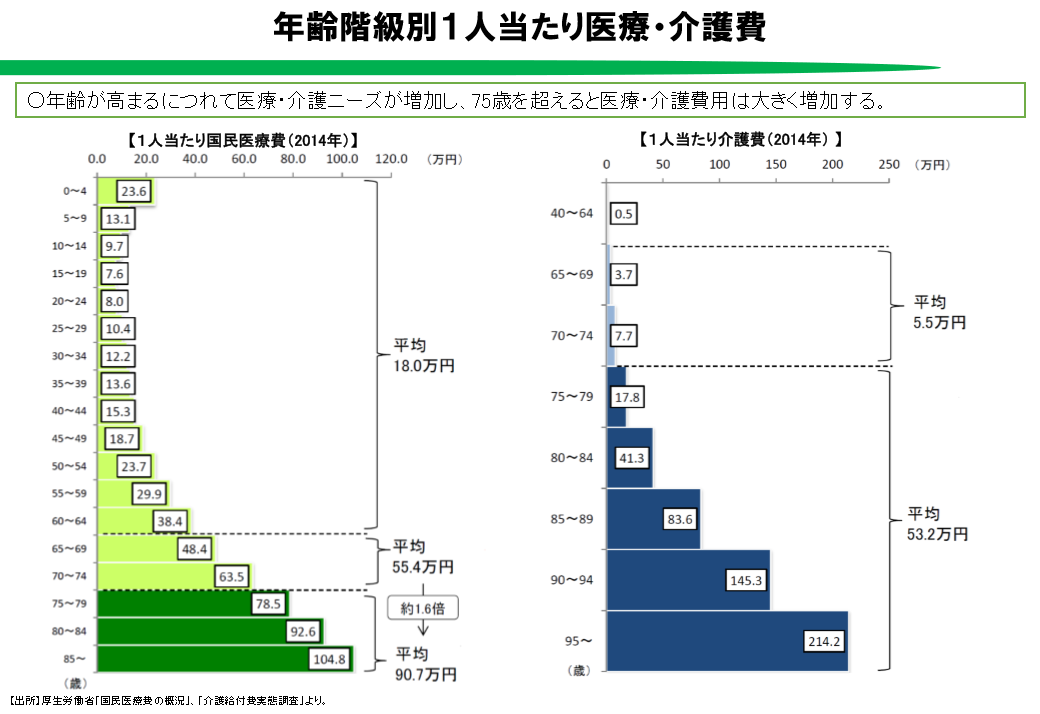 年齢階級別１人当たり医療・介護費
○年齢が高まるにつれて医療・介護ニーズが増加し、75歳を超えると医療・介護費用は大きく増加する。
【１人当たり国民医療費（2014年）】
0.0 20.0 40.0 60.0 80.0 100.0 120.0 （万円）
0～4 23.6
5～9 13.1
10～14 9.7
15～19 7.6
20～24 8.0
25～29 10.4
30～34 12.2
35～39 13.6
40～44 15.3
45～49 18.7
50～54 23.7
55～59 29.9
60～64 38.4
65～69 48.4
70～74 63.5
75～79 78.5
80～84 92.6
85～ 104.8
（歳）
平均
18.0万円
平均
55.4万円
約1.6倍
平均
90.7万円
【１人当たり介護費（2014年） 】
0 50 100 150 200 250 （万円）
40～64 0.5
65～69 3.7
70～74 7.7
75～79 17.8
80～84 41.3
85～89 83.6
90～94 145.3
95～ 214.2
（歳）
平均
5.5万円
平均
53.2万円
【出所】厚生労働省「国民医療費の概況」、「介護給付費実態調査」より。